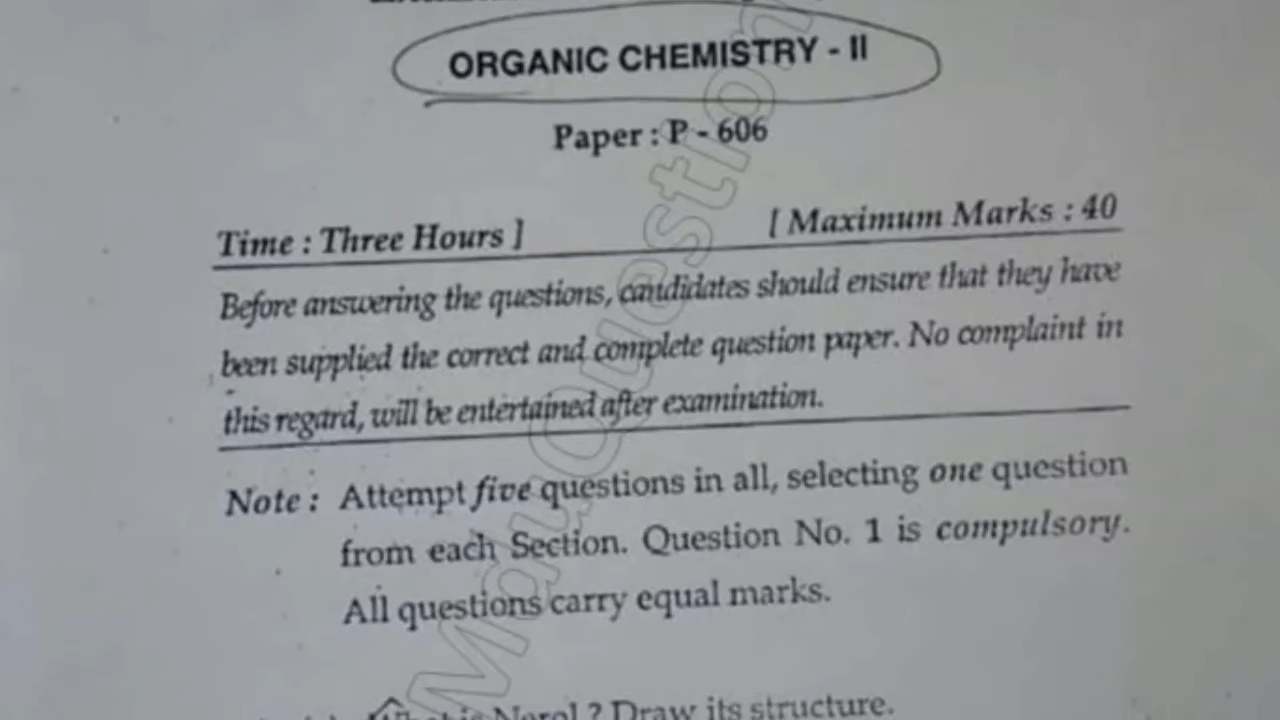 ORGANIC CHEMISTRY - II
Paper : P - 606
Time : Three Hours ]
[ Maximum Marks : 40
Before answering the questions, candidates should ensure that they have
been supplied the correct and complete question paper. No complaint in
this regard, will be entertained after examination.
Note : Attempt five questions in all, selecting one question
from each Section. Question No. 1 is compulsory.
All questions carry equal marks.
is Nerol ? Draw its structure.